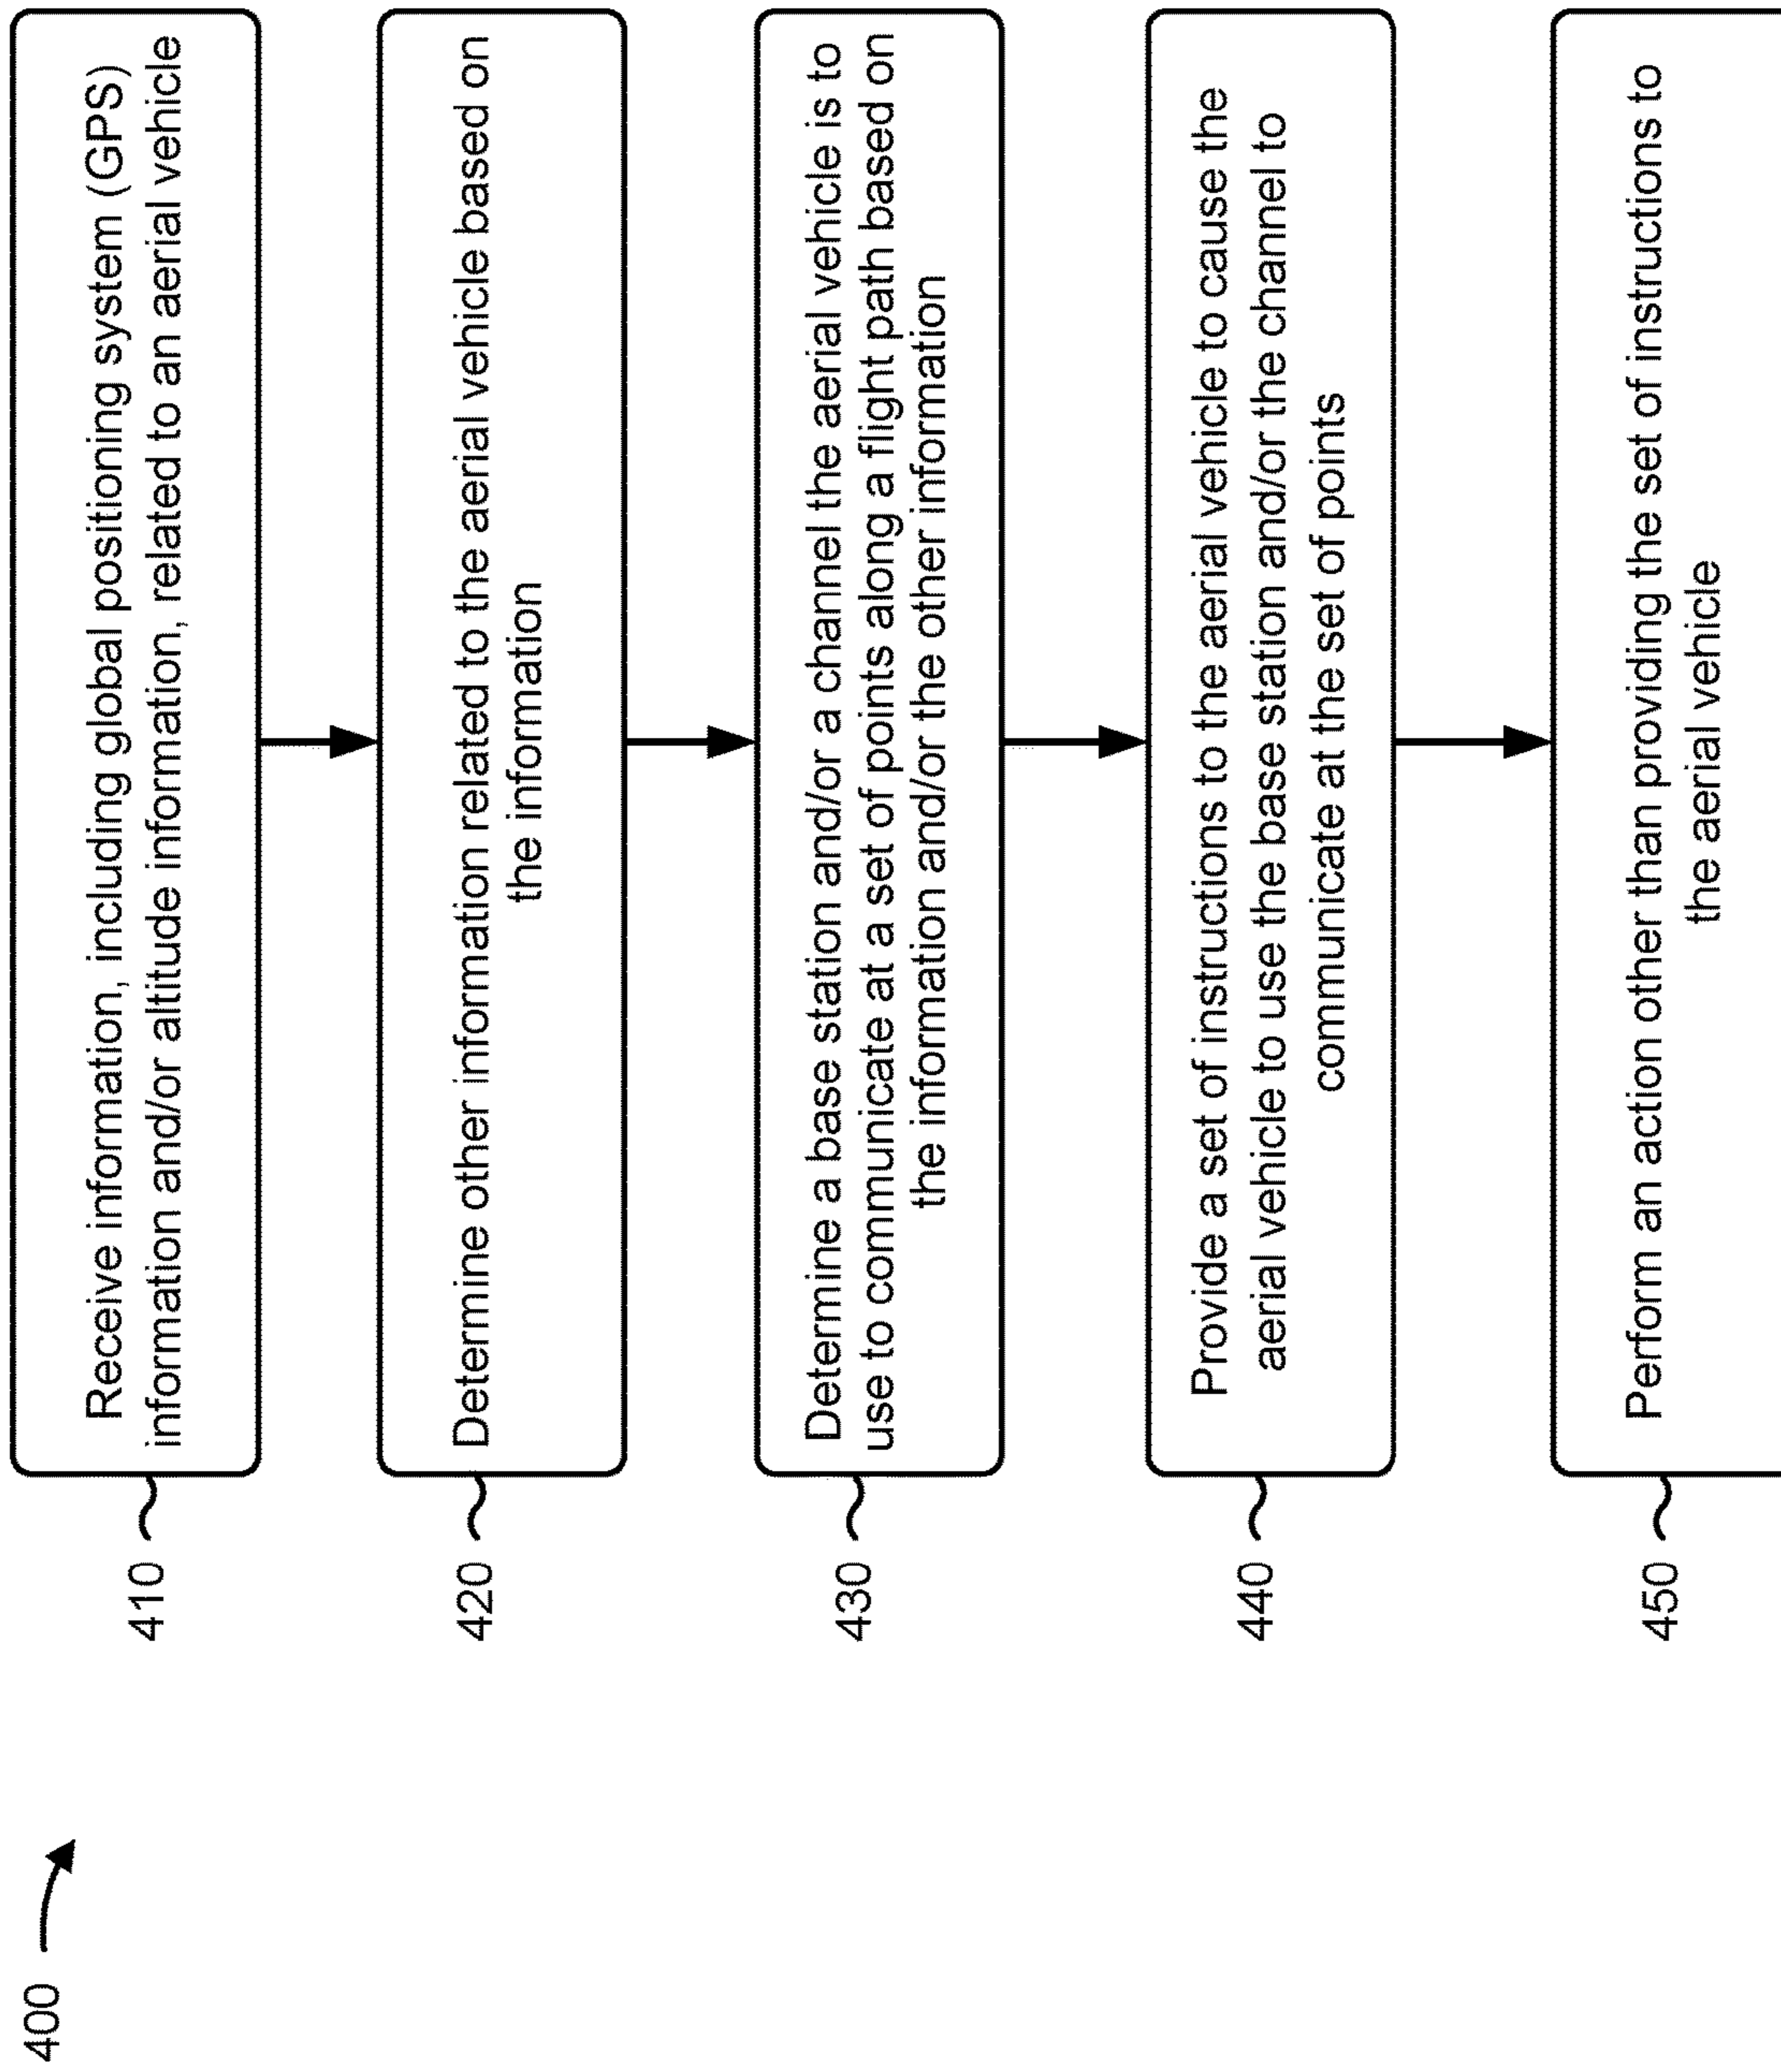 400
410
Receive information, including global positioning system (GPS)
information and/or altitude information, related to an aerial vehicle
420
Determine other information related to the aerial vehicle based on
the information
430
Determine a base station and/or a channel the aerial vehicle is to
use to communicate at a set of points along a flight path based on
the information and/or the other information
440
Provide a set of instructions to the aerial vehicle to cause the
aerial vehicle to use the base station and/or the channel to
communicate at the set of points
450
Perform an action other than providing the set of instructions to
the aerial vehicle